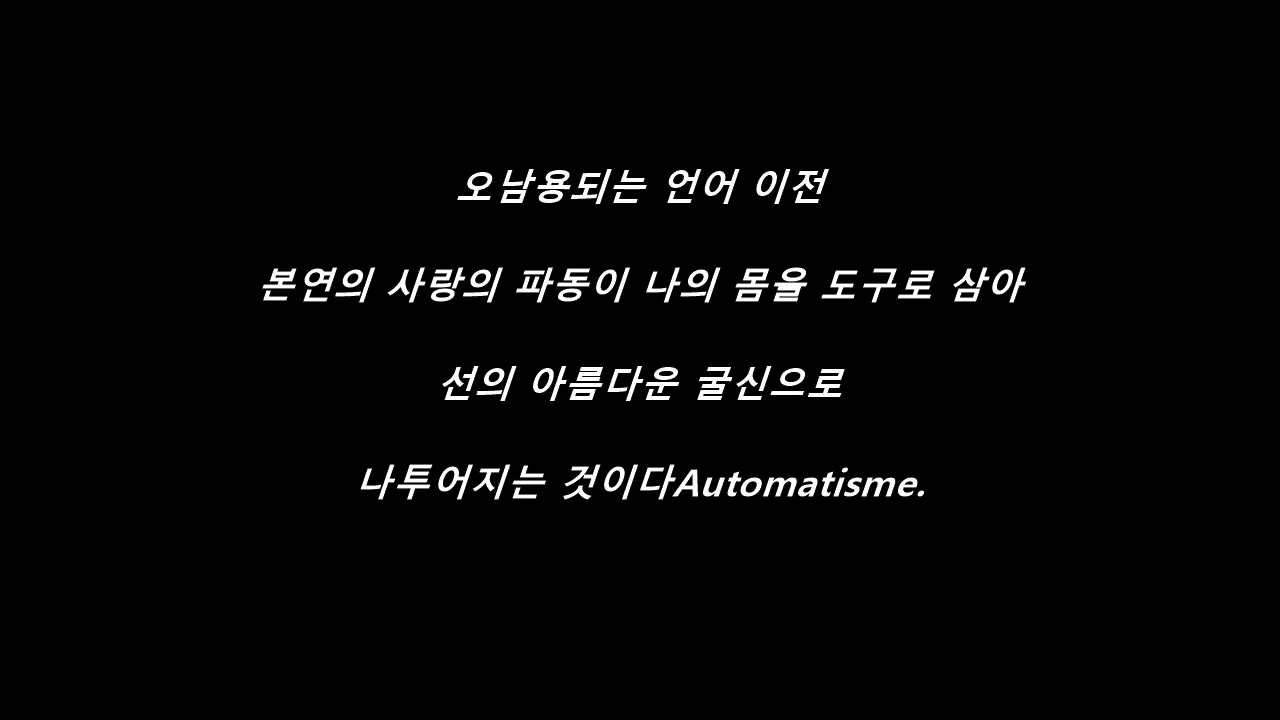 오남용되는 언어 이전
본연의 사랑의 파동이 나의 몸을 도구로 삼아
선의 아름다운 굴신으로
나투어지는 것이다Automatisme.